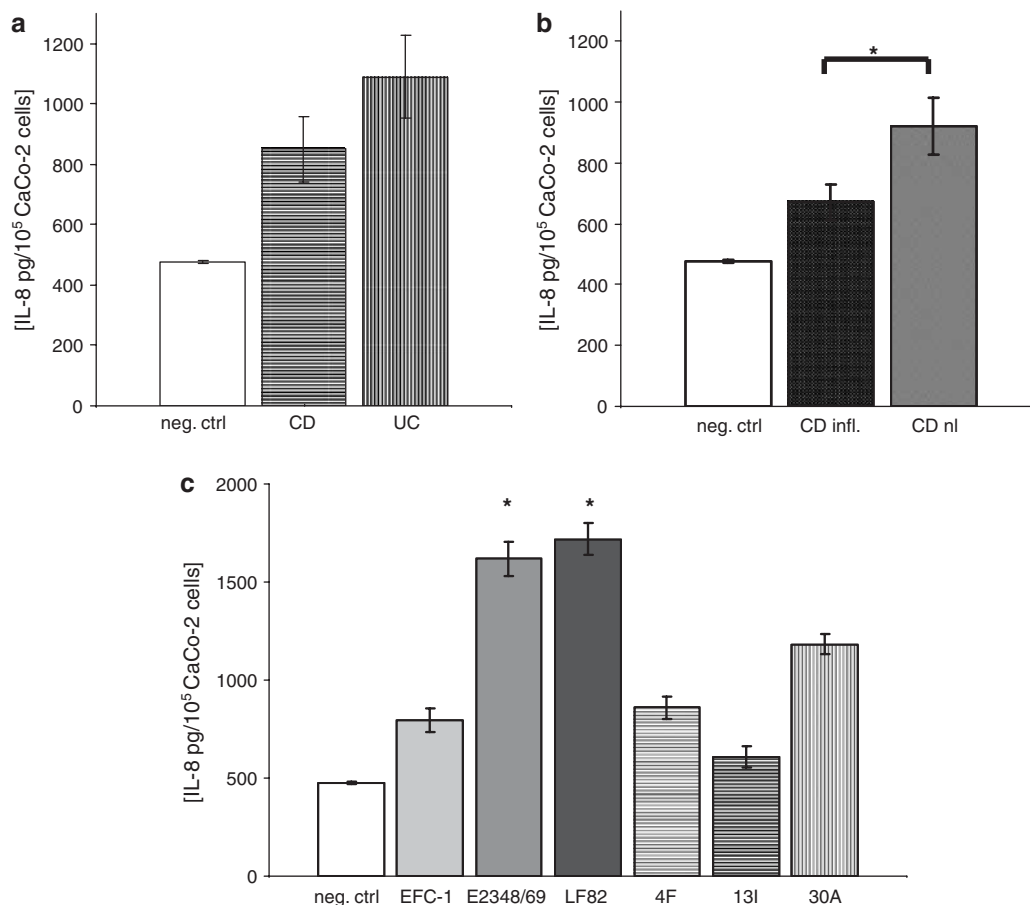 a
1200
1000
800
600
400
200
0
[IL-8 pg/10⁵ CaCo-2 cells]
neg. ctrl CD UC
b
*
1200
1000
800
600
400
200
0
[IL-8 pg/10⁵ CaCo-2 cells]
neg. ctrl CD infl. CD nl
c
* *
2000
1500
1000
500
0
[IL-8 pg/10⁵ CaCo-2 cells]
neg. ctrl EFC-1 E2348/69 LF82 4F 13I 30A